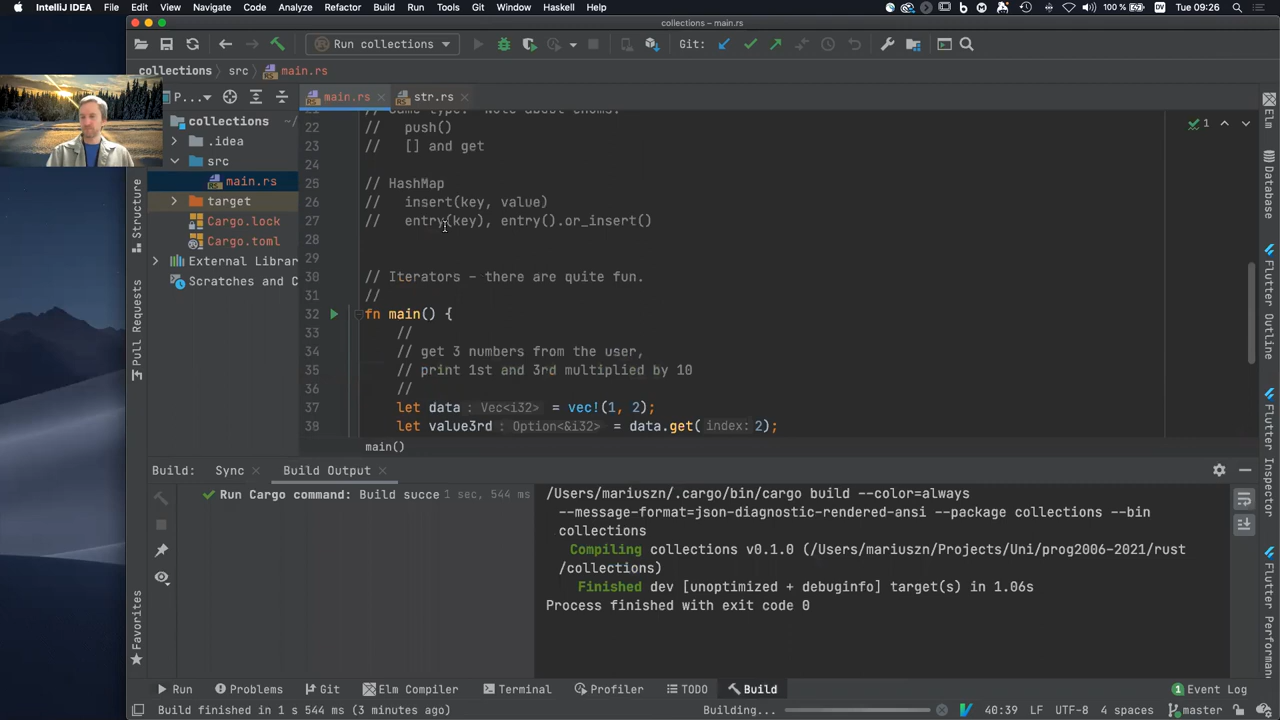 IntelliJ IDEA File Edit View Navigate Code Analyze Refactor Build Run Tools Git Window Haskell Help 100 % DV Tue 09:26
collections – main.rs
Run collections Git:
collections src main.rs
P... main.rs str.rs
collections ~/
.idea
src
main.rs
target
Cargo.lock
Cargo.toml
External Librar
Scratches and C
22 // push()
23 // [] and get
24
25 // HashMap
26 // insert(key, value)
27 // entry(key), entry().or_insert()
28
29
30 // Iterators - there are quite fun.
31 //
32 fn main() {
33 //
34 // get 3 numbers from the user,
35 // print 1st and 3rd multiplied by 10
36 //
37 let data : Vec<i32> = vec!(1, 2);
38 let value3rd : Option<&i32> = data.get( index: 2);
main()
1
Structure
Pull Requests
Favorites
Database
Flutter Outline
Flutter Inspector
Flutter Performa
Build: Sync Build Output
Run Cargo command: Build succe 1 sec, 544 ms
/Users/mariuszn/.cargo/bin/cargo build --color=always
--message-format=json-diagnostic-rendered-ansi --package collections --bin
collections
Compiling collections v0.1.0 (/Users/mariuszn/Projects/Uni/prog2006-2021/rust
/collections)
Finished dev [unoptimized + debuginfo] target(s) in 1.06s
Process finished with exit code 0
Run Problems Git Elm Compiler Terminal Profiler TODO Build 1 Event Log
Build finished in 1 s 544 ms (3 minutes ago) Building... 40:39 LF UTF-8 4 spaces master